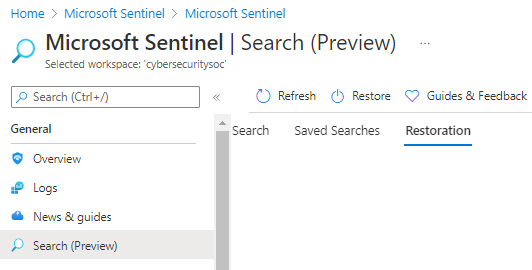 Home > Microsoft Sentinel > Microsoft Sentinel
Microsoft Sentinel | Search (Preview) ...
Selected workspace: 'cybersecuritysoc'
Search (Ctrl+/)
«
Refresh
Restore
Guides & Feedback
General
Search
Saved Searches
Restoration
Overview
Logs
News & guides
Search (Preview)